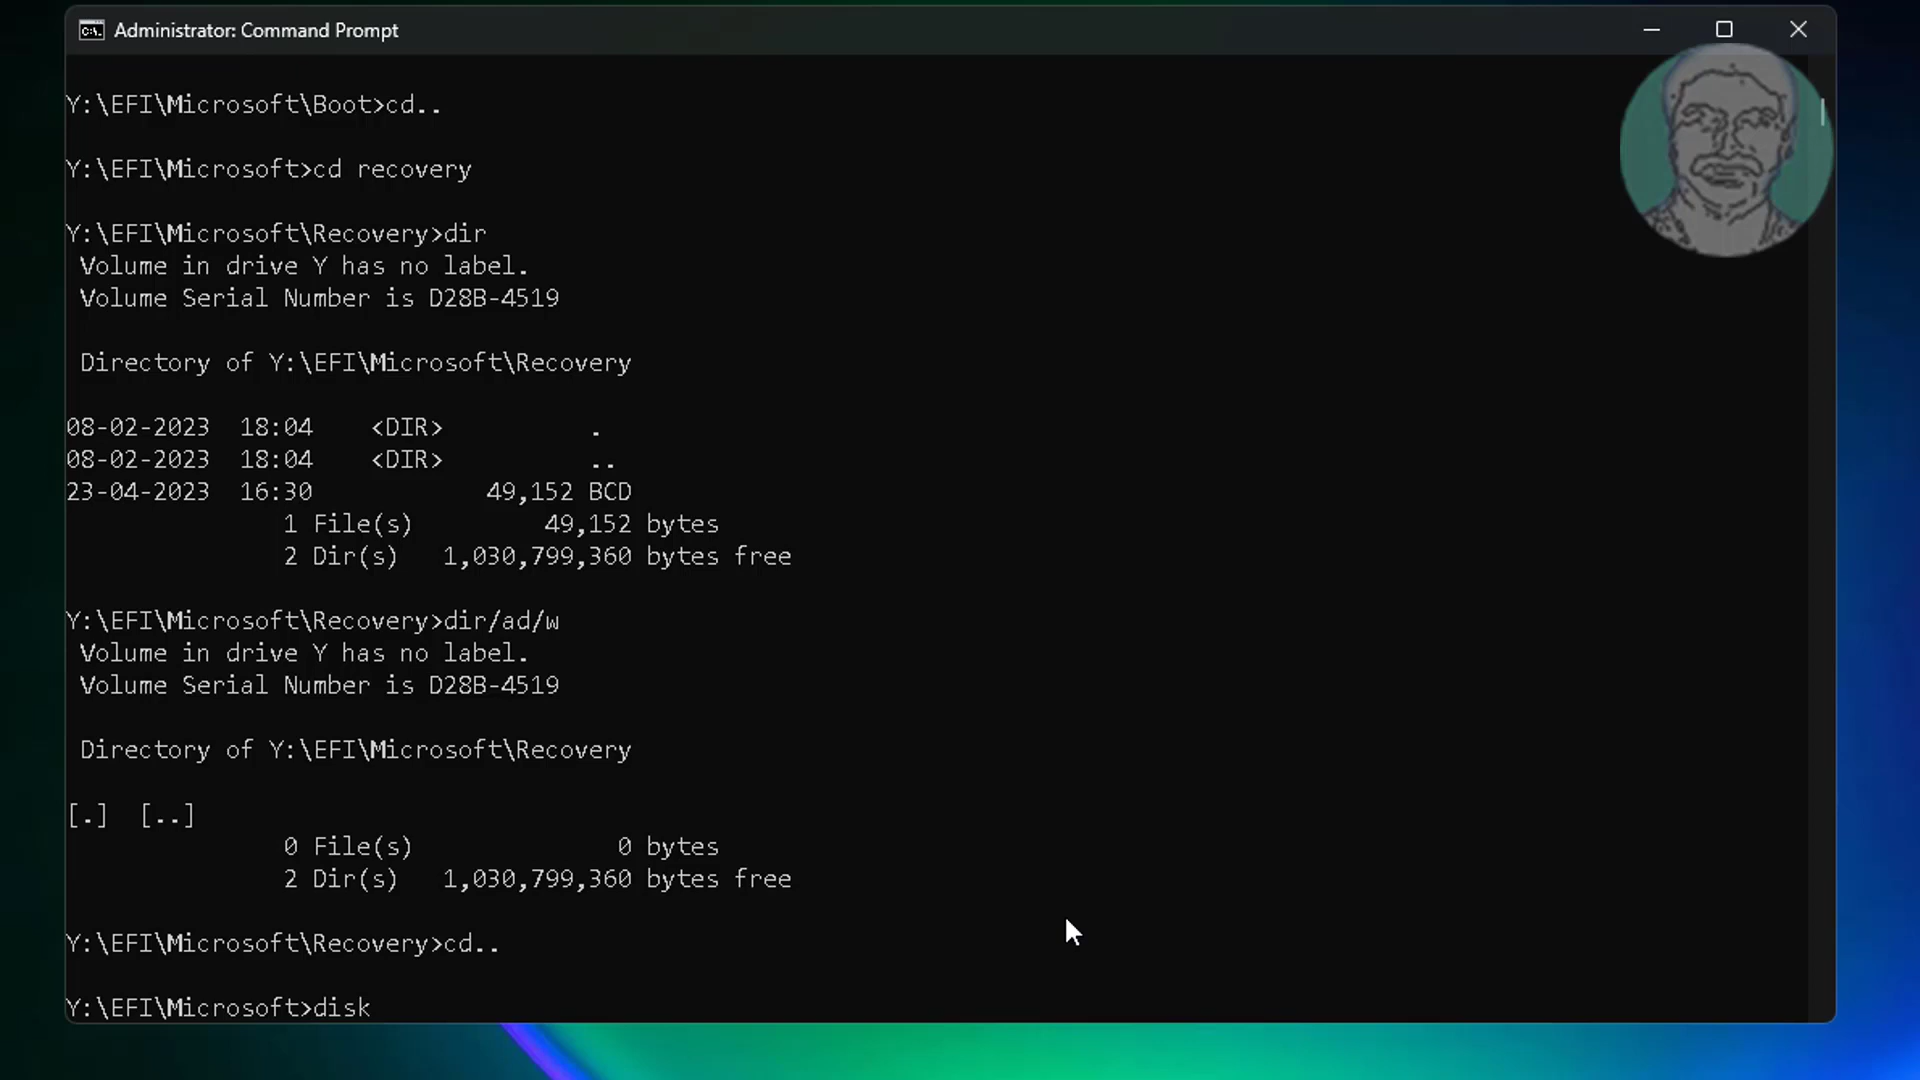 Administrator: Command Prompt
Y:\EFI\Microsoft\Boot>cd..
Y:\EFI\Microsoft>cd recovery
Y:\EFI\Microsoft\Recovery>dir
Volume in drive Y has no label.
Volume Serial Number is D28B-4519
Directory of Y:\EFI\Microsoft\Recovery
08-02-2023  18:04    <DIR>          .
08-02-2023  18:04    <DIR>          ..
23-04-2023  16:30            49,152 BCD
1 File(s)         49,152 bytes
2 Dir(s)   1,030,799,360 bytes free
Y:\EFI\Microsoft\Recovery>dir/ad/w
Volume in drive Y has no label.
Volume Serial Number is D28B-4519
Directory of Y:\EFI\Microsoft\Recovery
[.]  [..]
0 File(s)              0 bytes
2 Dir(s)   1,030,799,360 bytes free
Y:\EFI\Microsoft\Recovery>cd..
Y:\EFI\Microsoft>disk